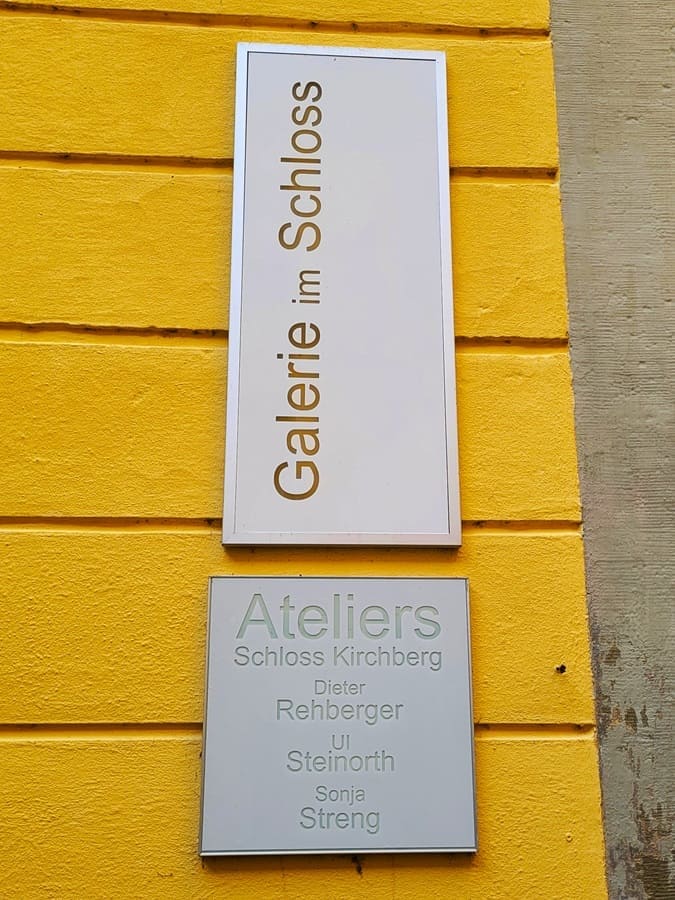 Galerie im Schloss
Ateliers
Schloss Kirchberg
Dieter
Rehberger
Ul
Steinorth
Sonja
Streng